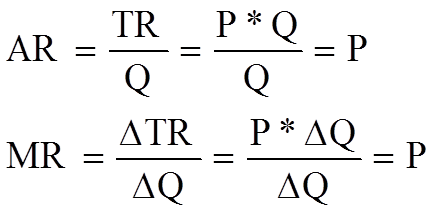 AR = TR / Q = P * Q / Q = P
MR = ΔTR / ΔQ = P * ΔQ / ΔQ = P